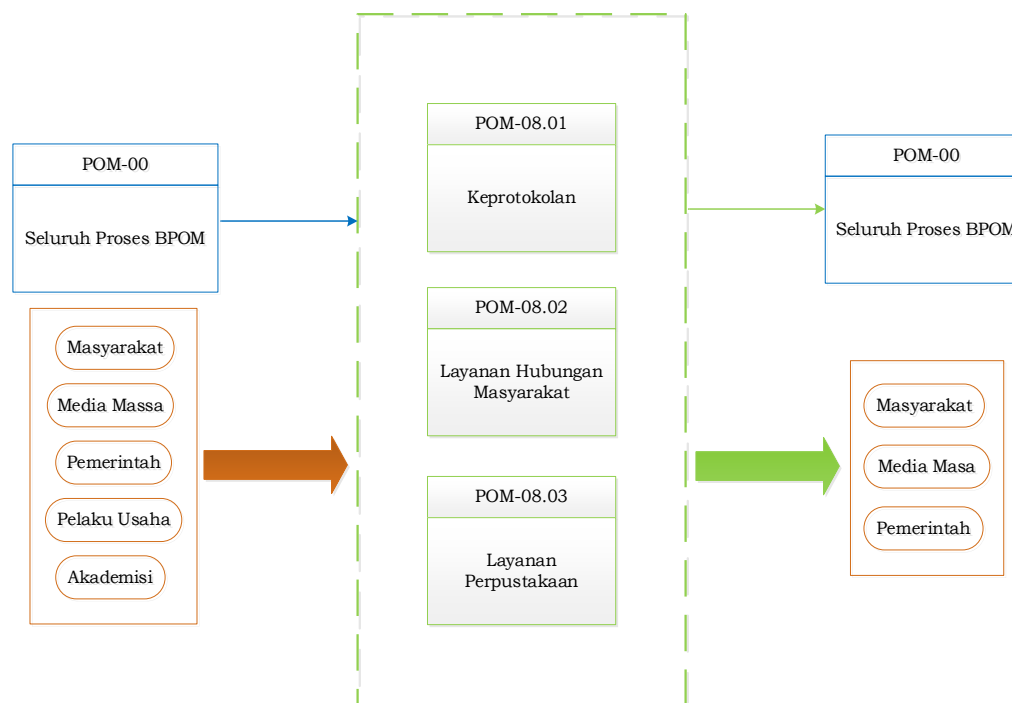 POM-00
Seluruh Proses BPOM
Masyarakat
Media Massa
Pemerintah
Pelaku Usaha
Akademisi
POM-08.01
Keprotokolan
POM-08.02
Layanan Hubungan
Masyarakat
POM-08.03
Layanan
Perpustakaan
POM-00
Seluruh Proses BPOM
Masyarakat
Media Masa
Pemerintah